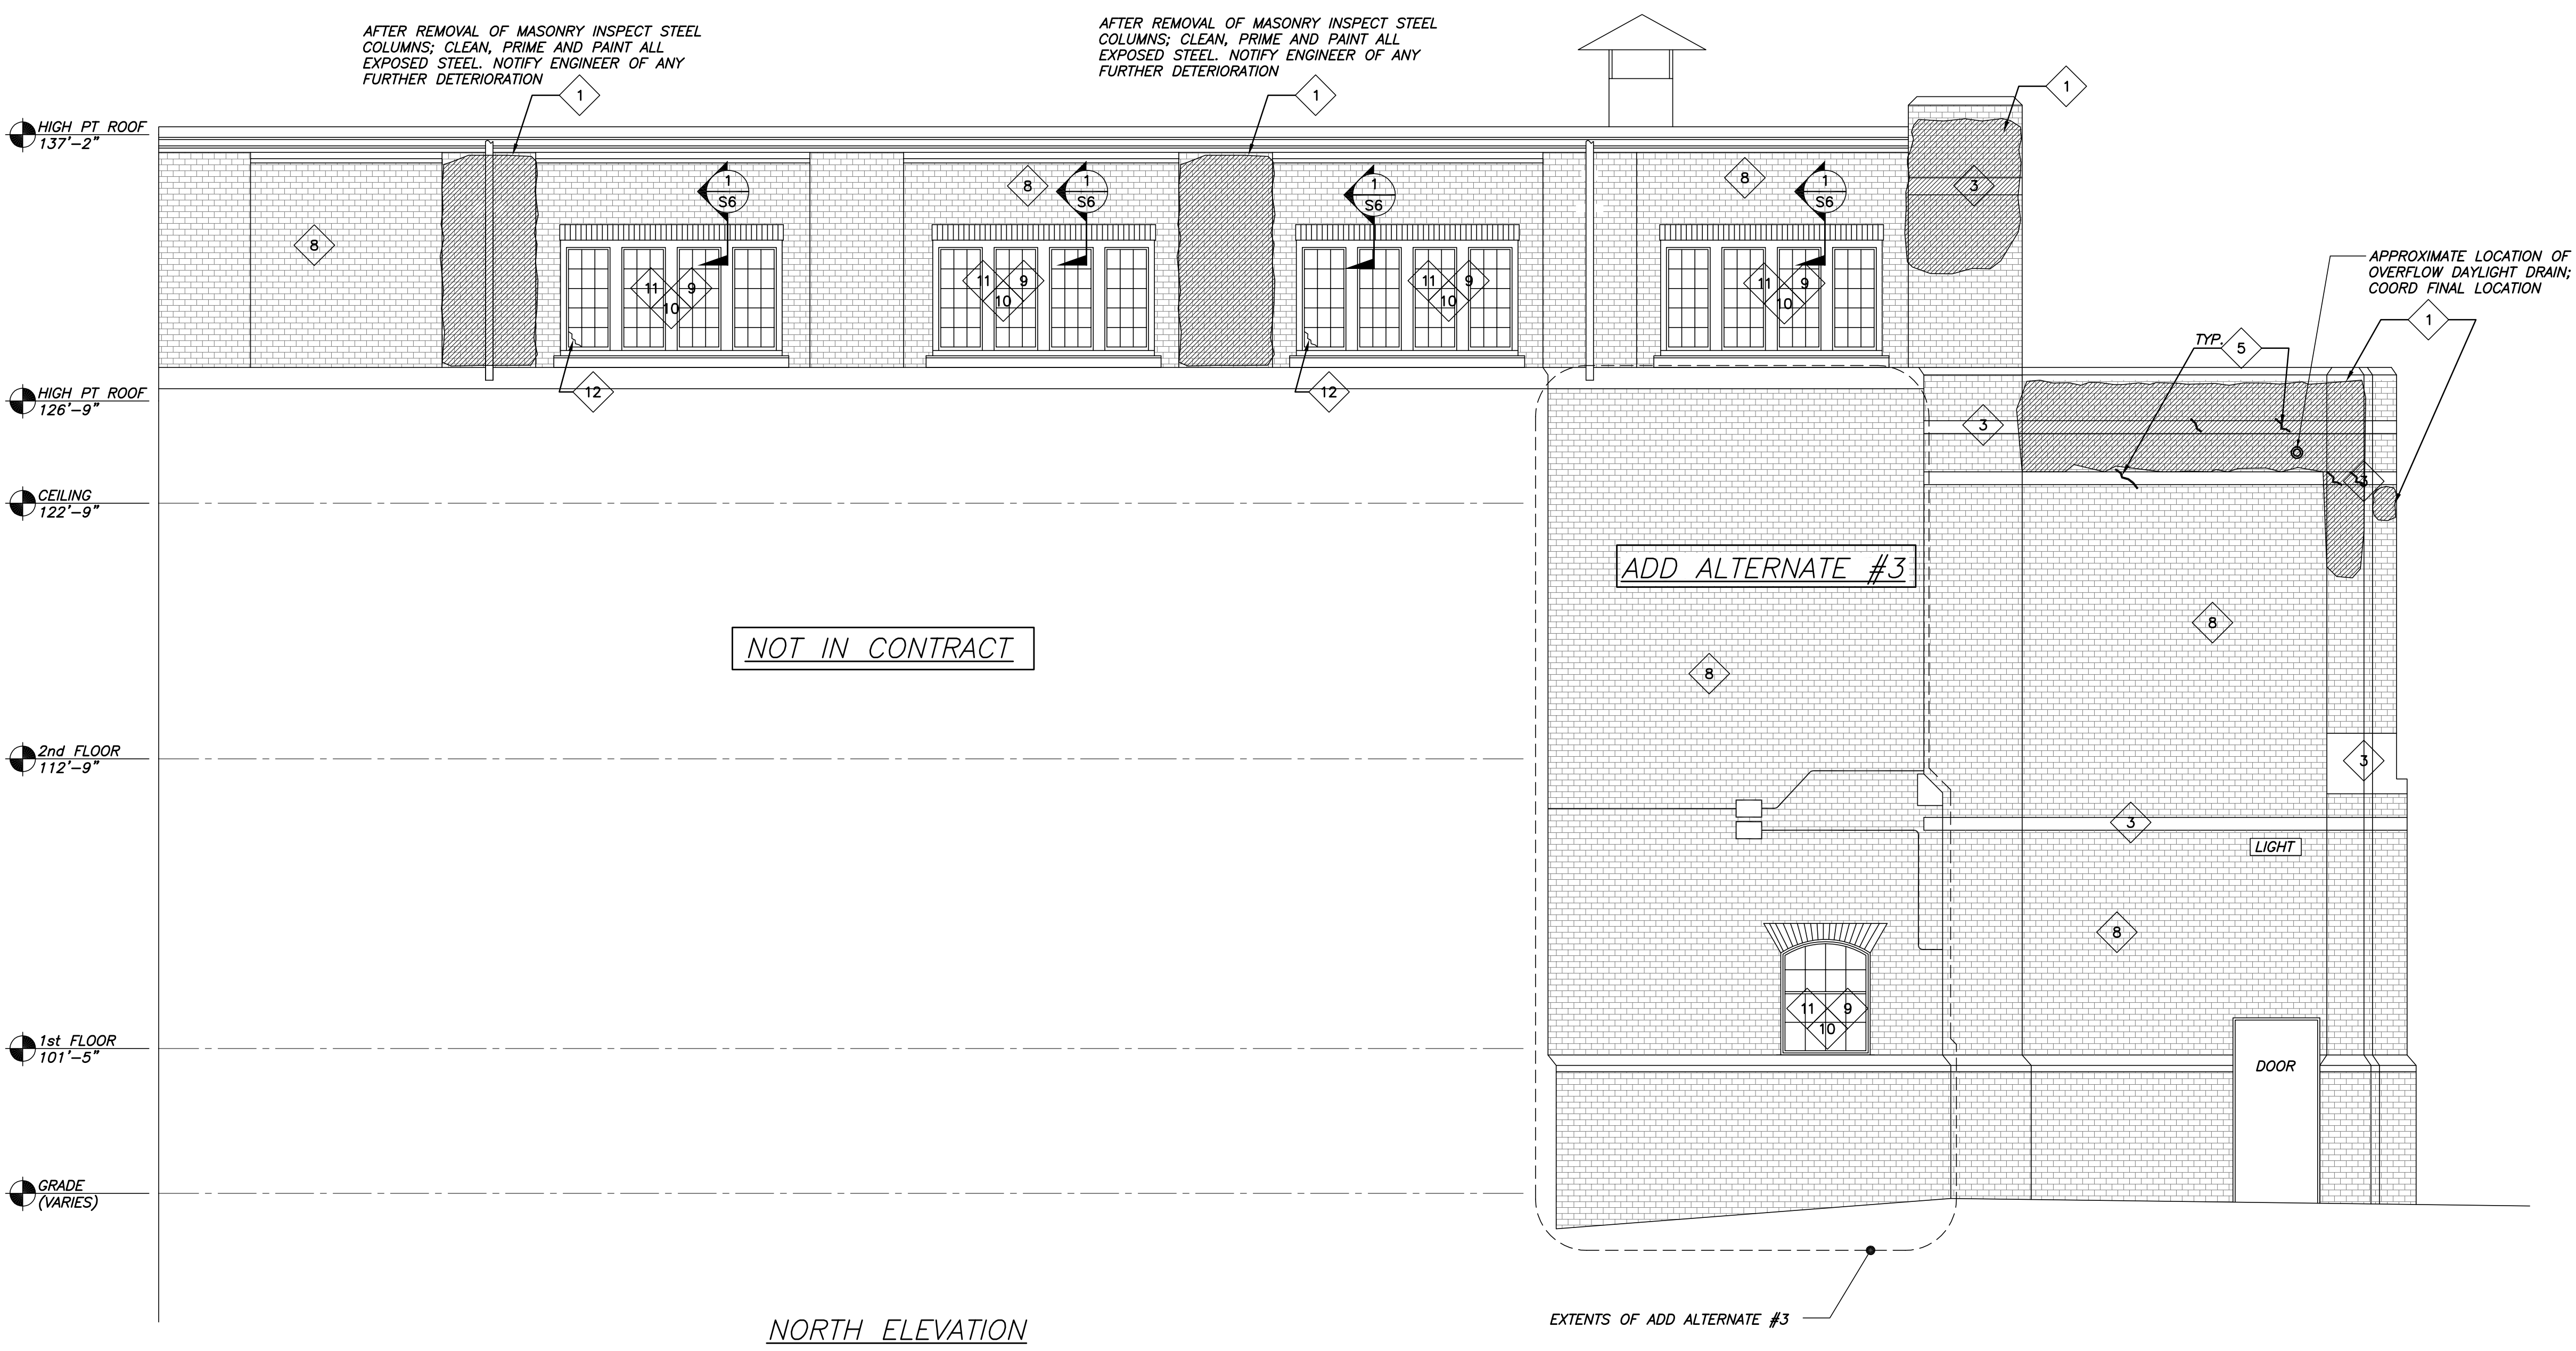 AFTER REMOVAL OF MASONRY INSPECT STEEL
COLUMNS; CLEAN, PRIME AND PAINT ALL
EXPOSED STEEL. NOTIFY ENGINEER OF ANY
FURTHER DETERIORATION
1
AFTER REMOVAL OF MASONRY INSPECT STEEL
COLUMNS; CLEAN, PRIME AND PAINT ALL
EXPOSED STEEL. NOTIFY ENGINEER OF ANY
FURTHER DETERIORATION
1
1
HIGH PT ROOF
137'-2"
8
1
S6
8
1
S6
1
S6
8
1
S6
3
11
9
10
11
9
10
11
9
10
11
9
10
12
12
APPROXIMATE LOCATION OF
OVERFLOW DAYLIGHT DRAIN;
COORD FINAL LOCATION
1
TYP.
5
HIGH PT ROOF
126'-9"
3
3
CEILING
122'-9"
ADD ALTERNATE #3
NOT IN CONTRACT
8
8
2nd FLOOR
112'-9"
3
3
LIGHT
8
11
9
10
1st FLOOR
101'-5"
DOOR
GRADE
(VARIES)
EXTENTS OF ADD ALTERNATE #3
NORTH ELEVATION